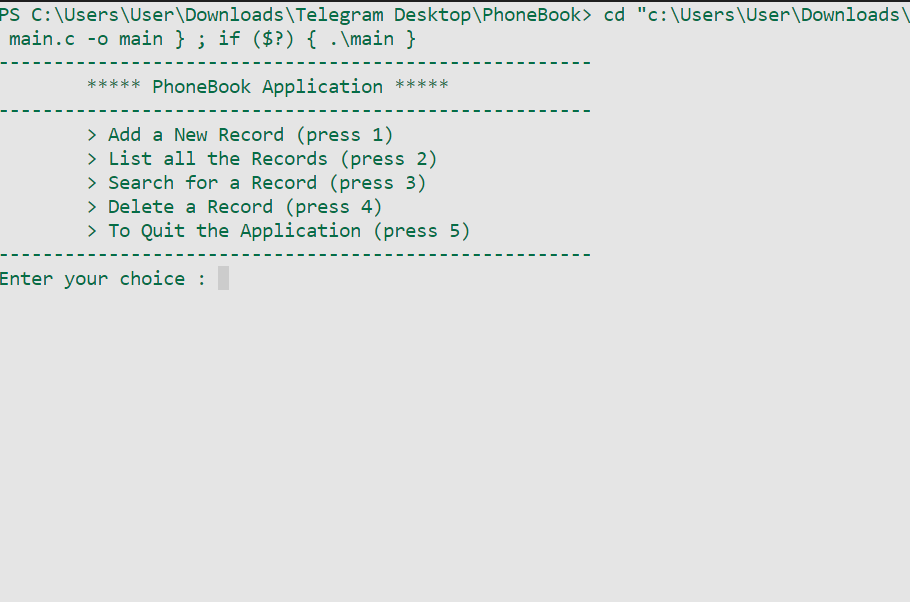 PS C:\Users\User\Downloads\Telegram Desktop\PhoneBook> cd "c:\Users\User\Downloads\
main.c -o main } ; if ($?) { .\main }
------------------------------------------------------
***** PhoneBook Application *****
------------------------------------------------------
> Add a New Record (press 1)
> List all the Records (press 2)
> Search for a Record (press 3)
> Delete a Record (press 4)
> To Quit the Application (press 5)
------------------------------------------------------
Enter your choice :